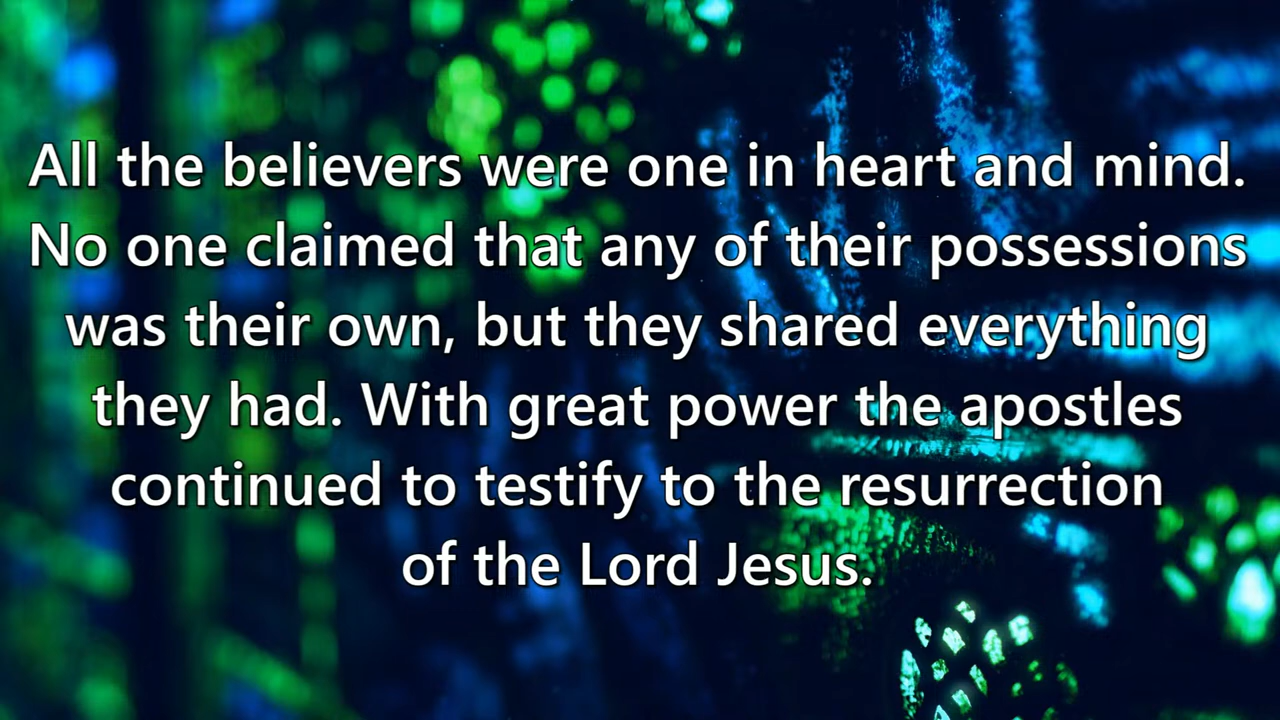 All the believers were one in heart and mind.
No one claimed that any of their possessions
was their own, but they shared everything
they had. With great power the apostles
continued to testify to the resurrection
of the Lord Jesus.